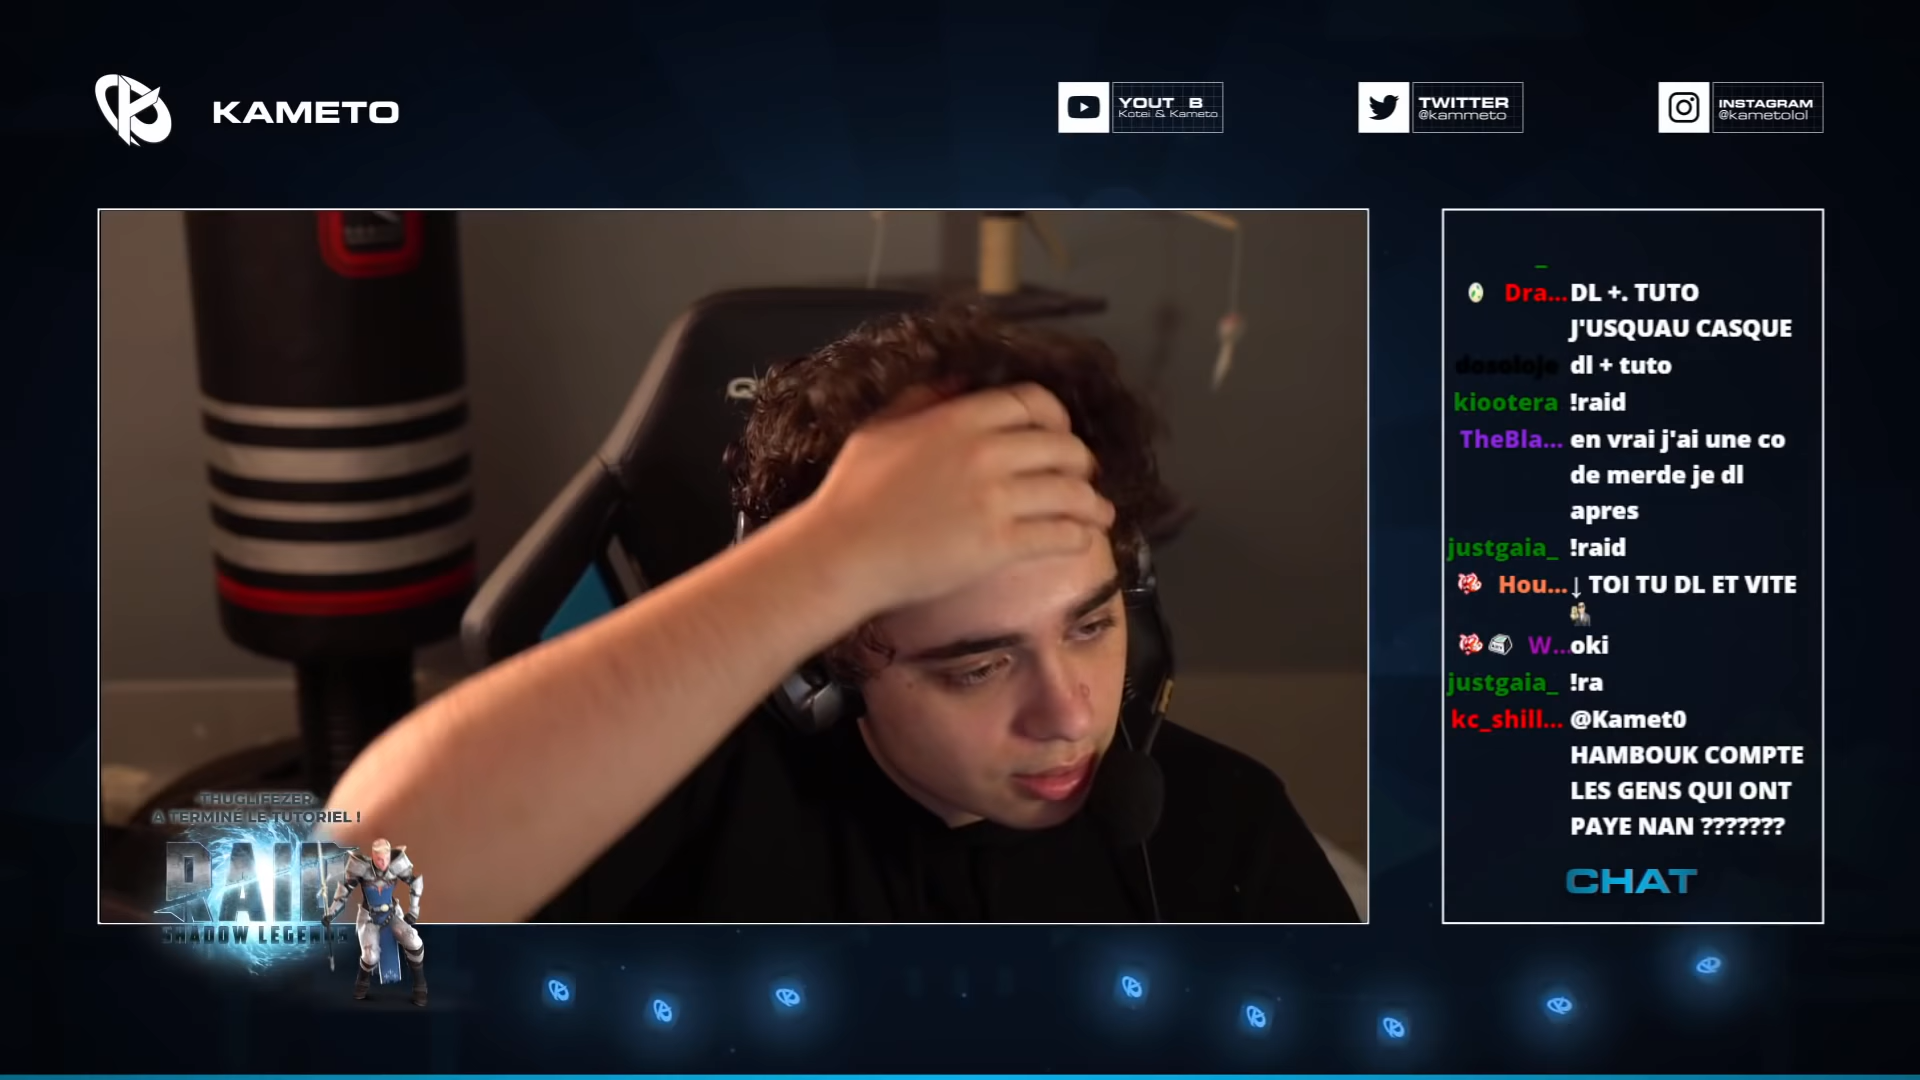 KAMETO
YOUT B
Kotei & Kameto
TWITTER
@kammeto
INSTAGRAM
@kametolol
Dra... DL +. TUTO
J'USQUAU CASQUE
dosoloje dl + tuto
kiootera !raid
TheBla... en vrai j'ai une co
de merde je dl
apres
justgaia_ !raid
Hou... ↓ TOI TU DL ET VITE
W... oki
justgaia_ !ra
kc_shill... @Kamet0
HAMBOUK COMPTE
LES GENS QUI ONT
PAYE NAN ???????
CHAT
THUGLIFEZER
A TERMINÉ LE TUTORIEL !
RAID
SHADOW LEGENDS